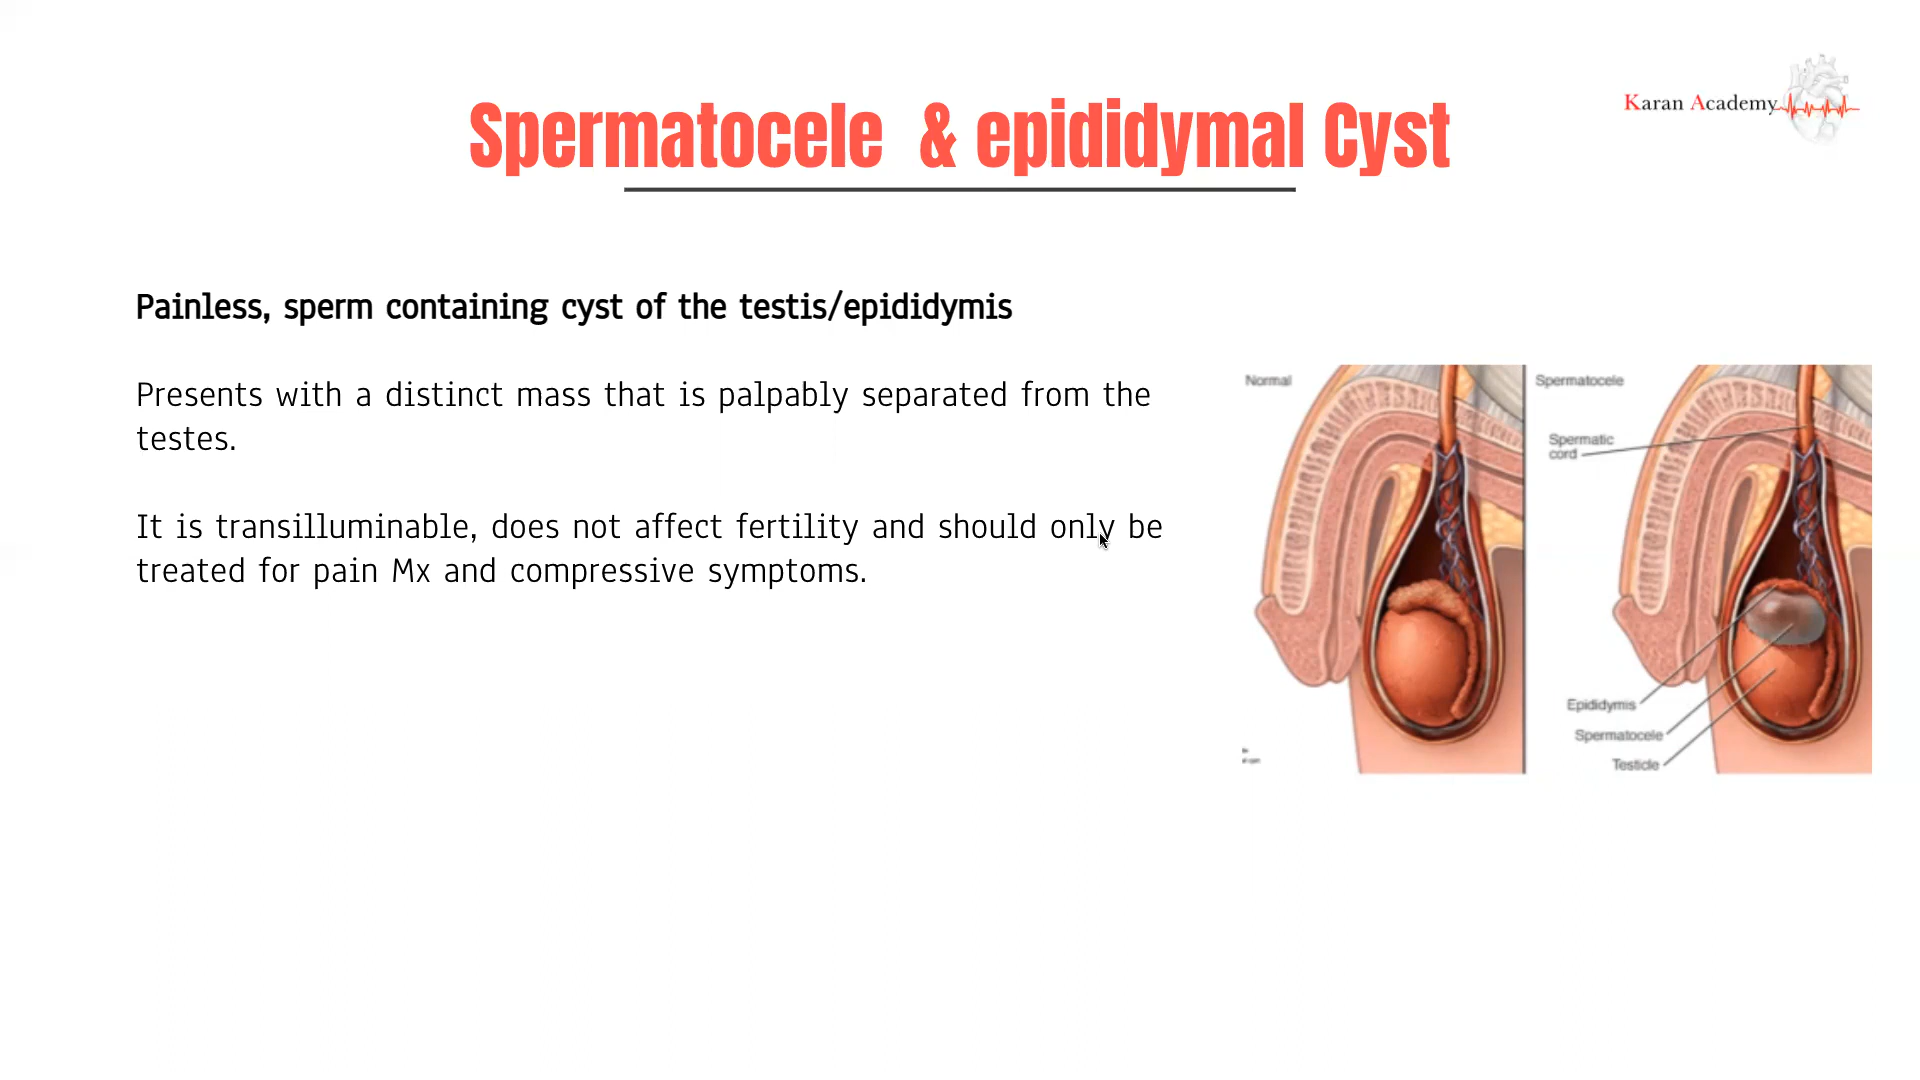 Karan Academy
Spermatocele & epididymal Cyst
Painless, sperm containing cyst of the testis/epididymis
Presents with a distinct mass that is palpably separated from the
testes.
It is transilluminable, does not affect fertility and should only be
treated for pain Mx and compressive symptoms.
Normal
Spermatocele
Spermatic
cord
Epididymis
Spermatocele
Testicle